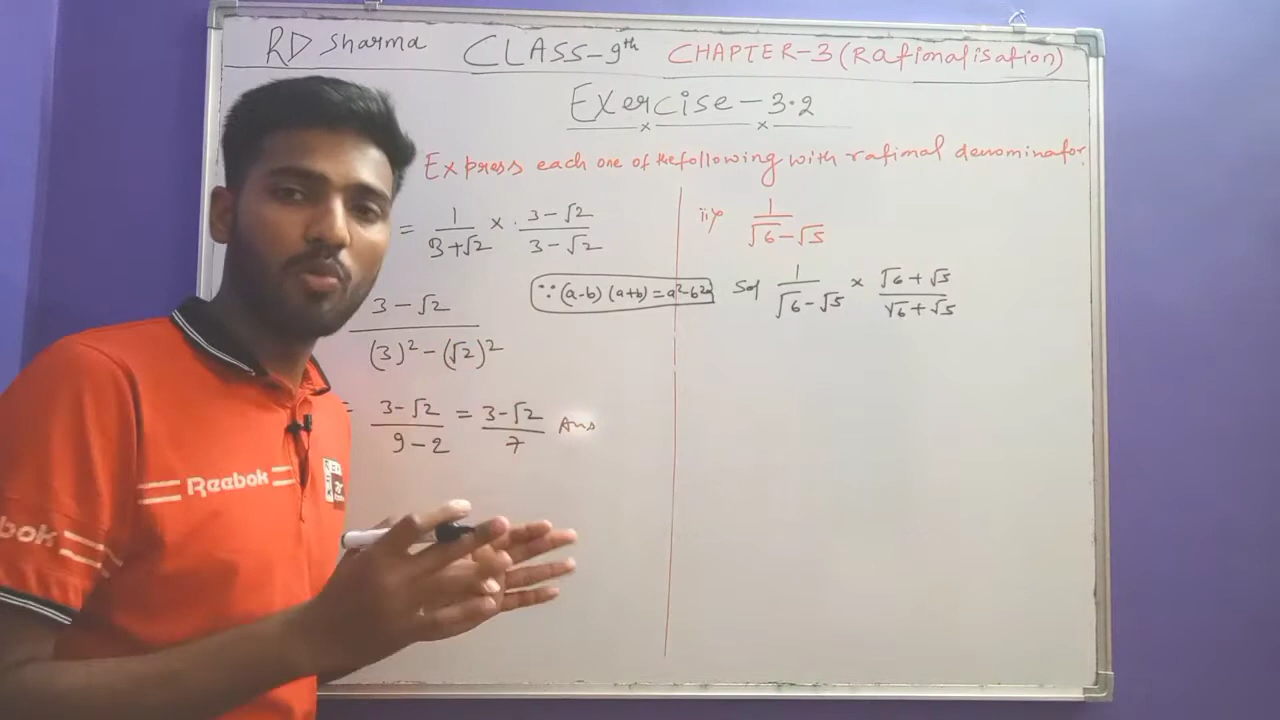 RD Sharma CLASS-9th CHAPTER-3 (Rationalisation)
Exercise-3.2
Express each one of the following with rational denominator.
= 1/(3+√2) × (3-√2)/(3-√2)
(3-√2)/((3)²-(√2)²)
= (3-√2)/(9-2) = (3-√2)/7 Ans
∵ (a-b)(a+b) = a²-b²
ii) 1/(√6-√5)
Sol 1/(√6-√5) × (√6+√5)/(√6+√5)
Reebok
bok